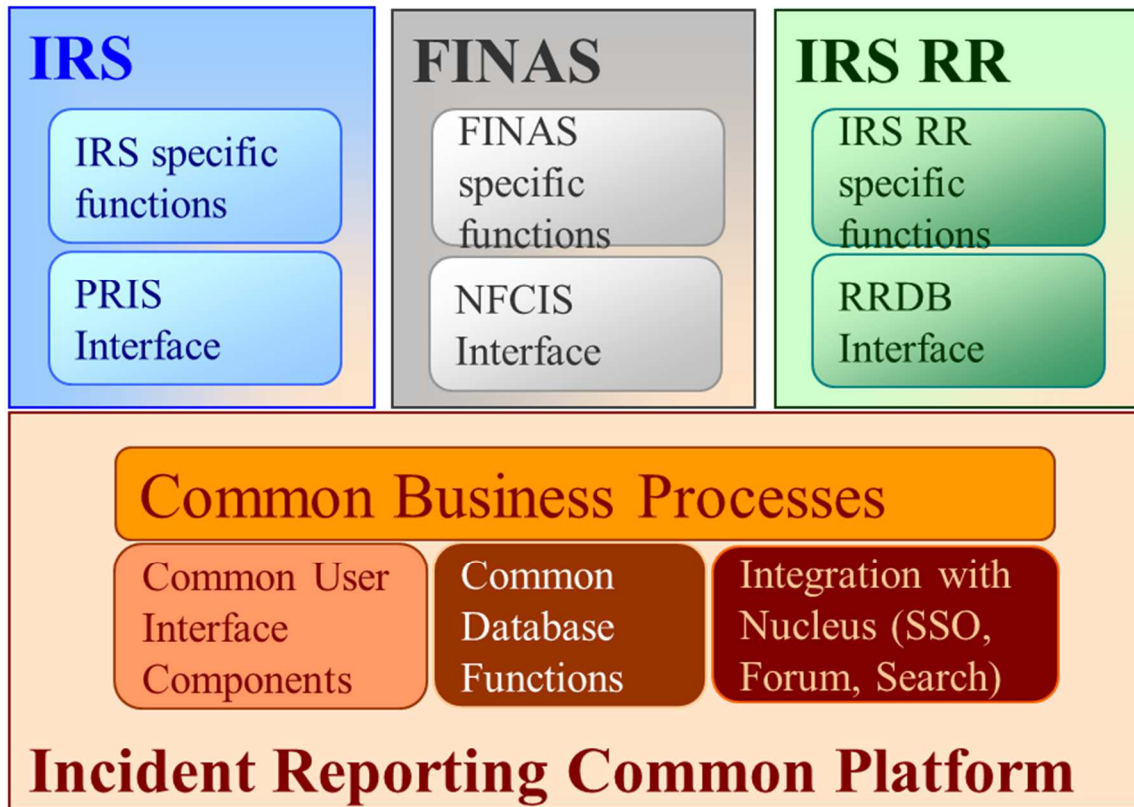 IRS
IRS specific
functions
PRIS
Interface
FINAS
FINAS
specific
functions
NFCIS
Interface
IRS RR
IRS RR
specific
functions
RRDB
Interface
Common Business Processes
Common User
Interface
Components
Common
Database
Functions
Integration with
Nucleus (SSO,
Forum, Search)
Incident Reporting Common Platform